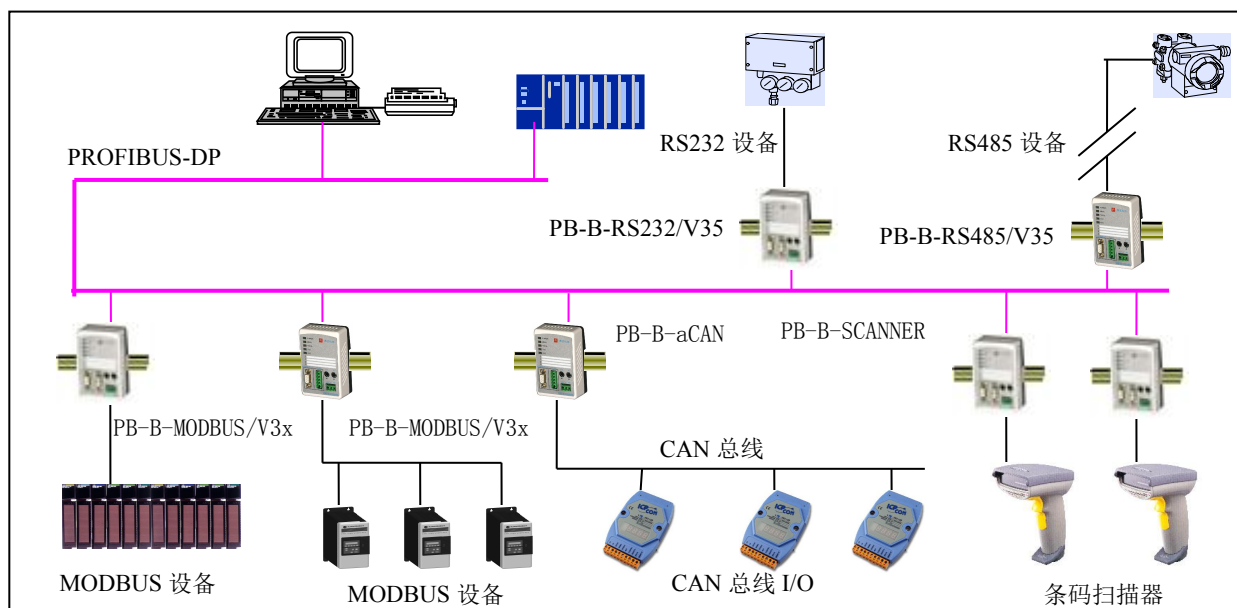 RS232 设备
RS485 设备
PROFIBUS-DP
PB-B-RS232/V35
PB-B-RS485/V35
PB-B-aCAN
PB-B-SCANNER
PB-B-MODBUS/V3x
PB-B-MODBUS/V3x
CAN 总线
MODBUS 设备
MODBUS 设备
CAN 总线 I/O
条码扫描器